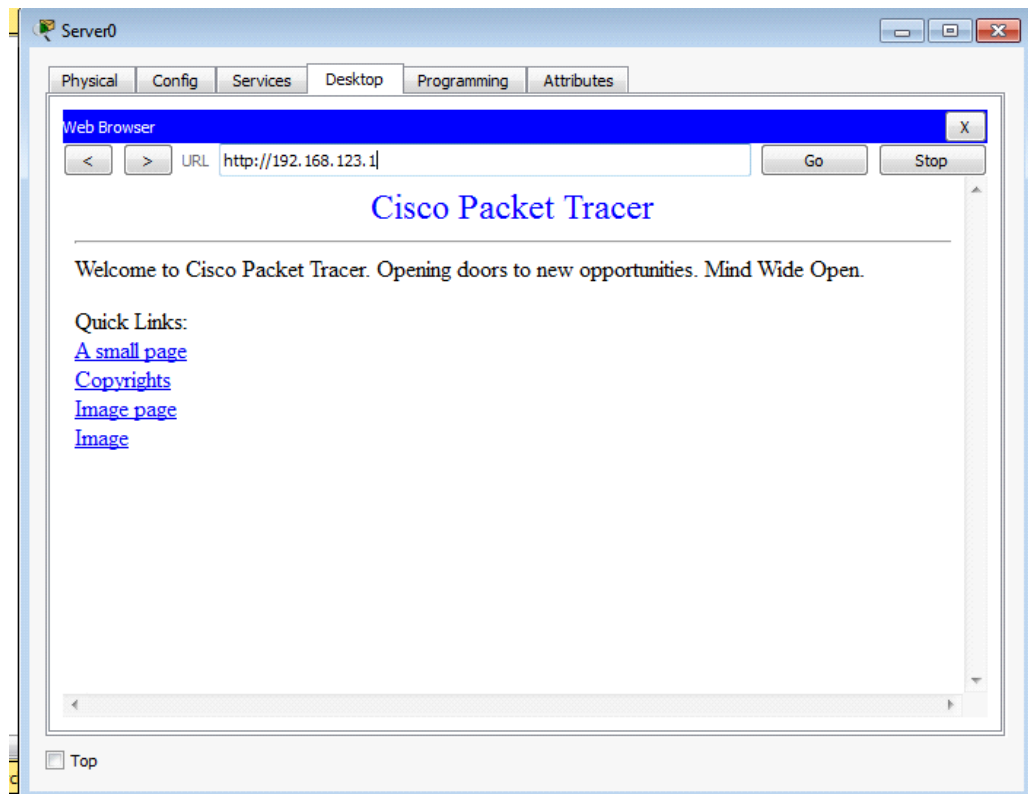 Server0
Physical Config Services Desktop Programming Attributes
Web Browser X
< > URL http://192.168.123.1 Go Stop
Cisco Packet Tracer
Welcome to Cisco Packet Tracer. Opening doors to new opportunities. Mind Wide Open.
Quick Links:
A small page
Copyrights
Image page
Image
Top